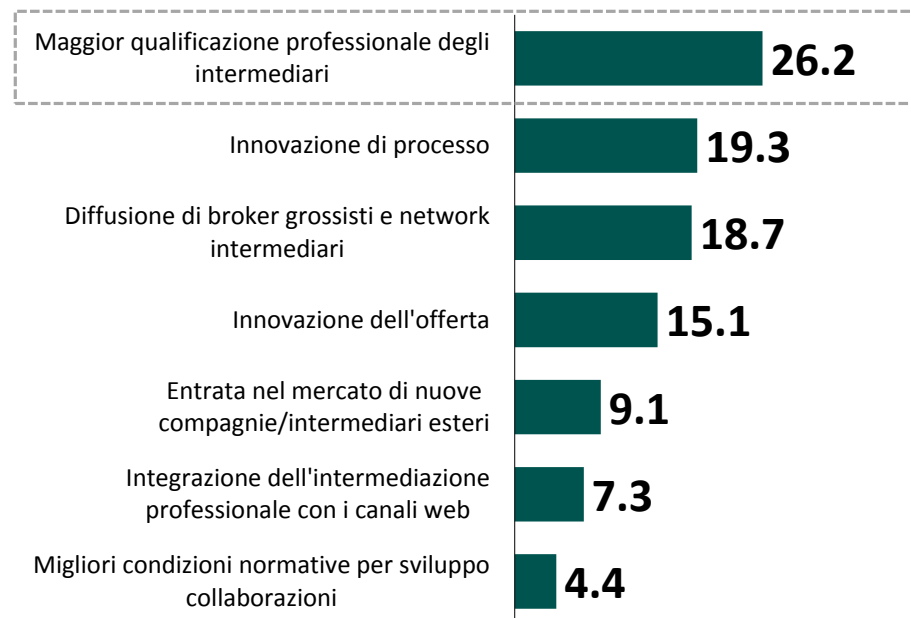 Maggior qualificazione professionale degli
intermediari
26.2
Innovazione di processo
19.3
Diffusione di broker grossisti e network
intermediari
18.7
Innovazione dell'offerta
15.1
Entrata nel mercato di nuove
compagnie/intermediari esteri
9.1
Integrazione dell'intermediazione
professionale con i canali web
7.3
Migliori condizioni normative per sviluppo
collaborazioni
4.4